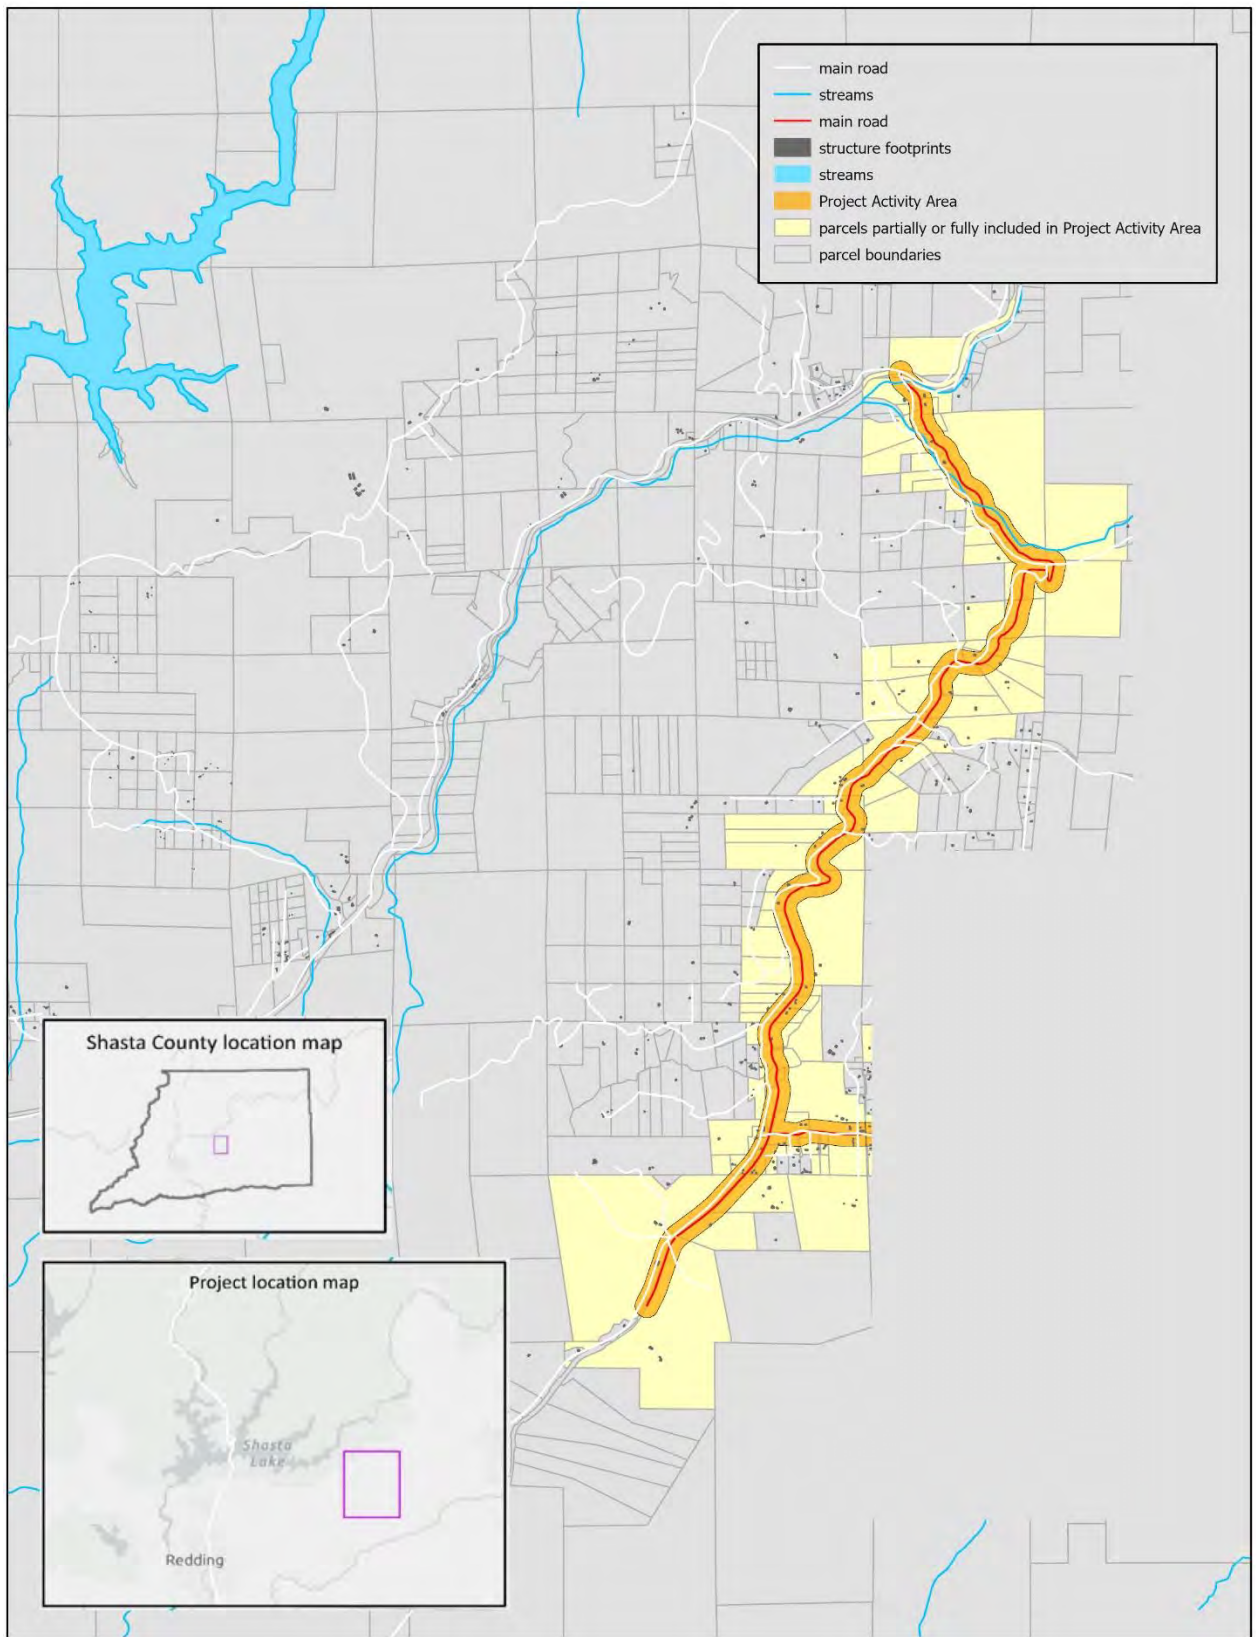 main road
streams
main road
structure footprints
streams
Project Activity Area
parcels partially or fully included in Project Activity Area
parcel boundaries
Shasta County location map
Project location map
Shasta
Lake
Redding